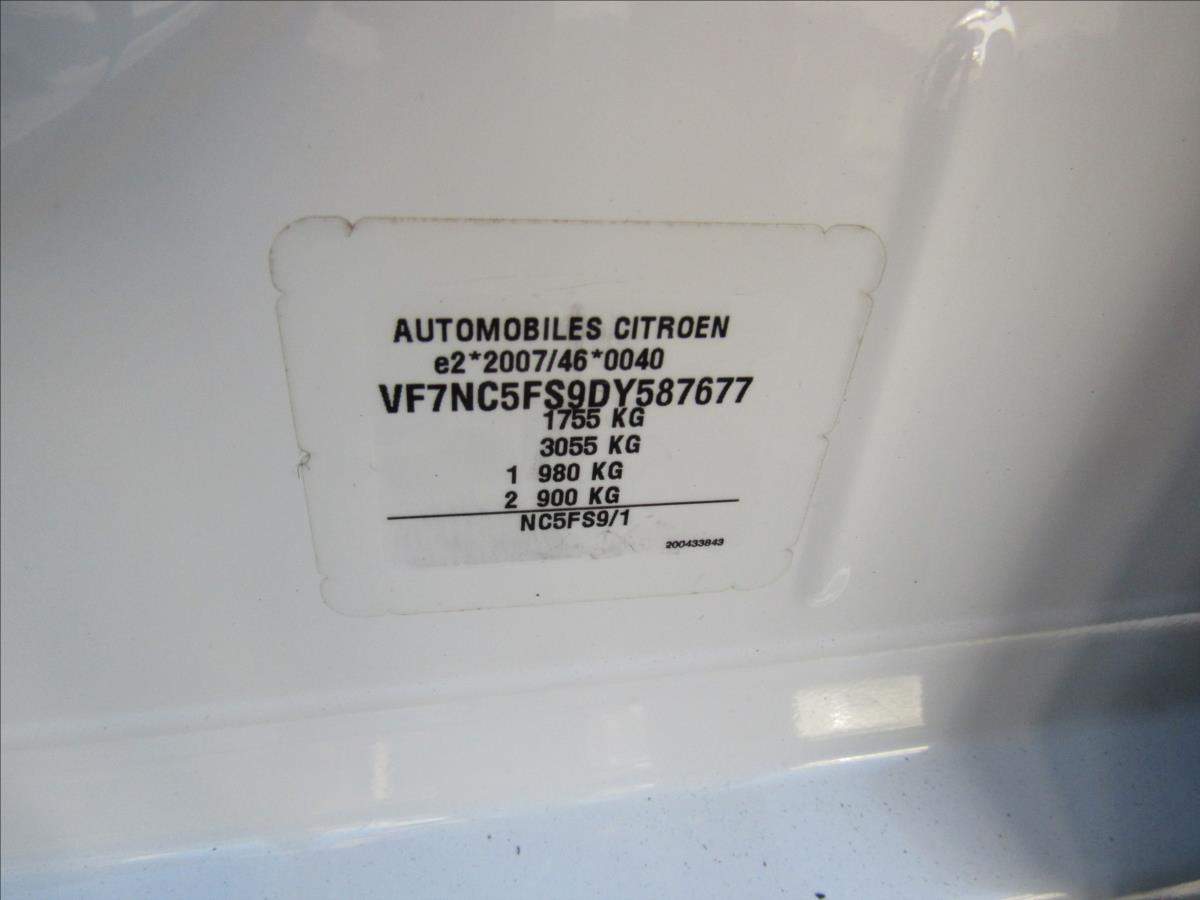 AUTOMOBILES CITROEN
e2*2007/46*0040
VF7NC5FS9DY587677
1755 KG
3055 KG
1 980 KG
2 900 KG
NC5FS9/1
200433843